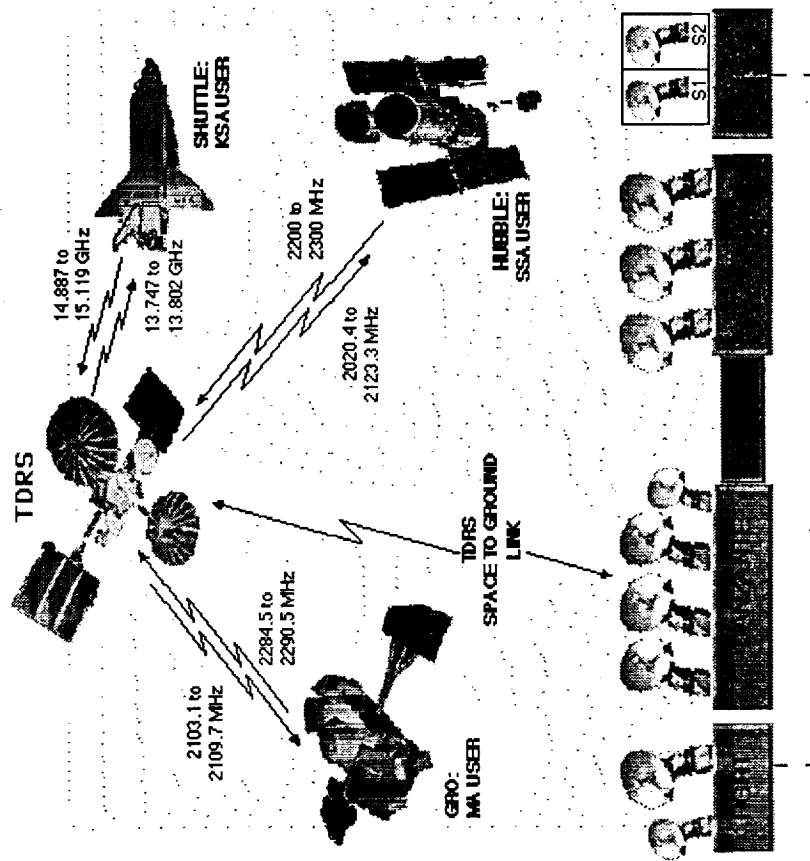 TDRS
14.887 to
15.119 GHz
13.747 to
13.802 GHz
SHUTTLE:
KSA USER
2103.1 to
2109.7 MHz
2284.5 to
2290.5 MHz
2200 to
2300 MHz
2020.4 to
2123.3 MHz
GRO:
MA USER
TDRS
SPACE TO GROUND
LINK
HUBBLE:
SSA USER
S1
S2